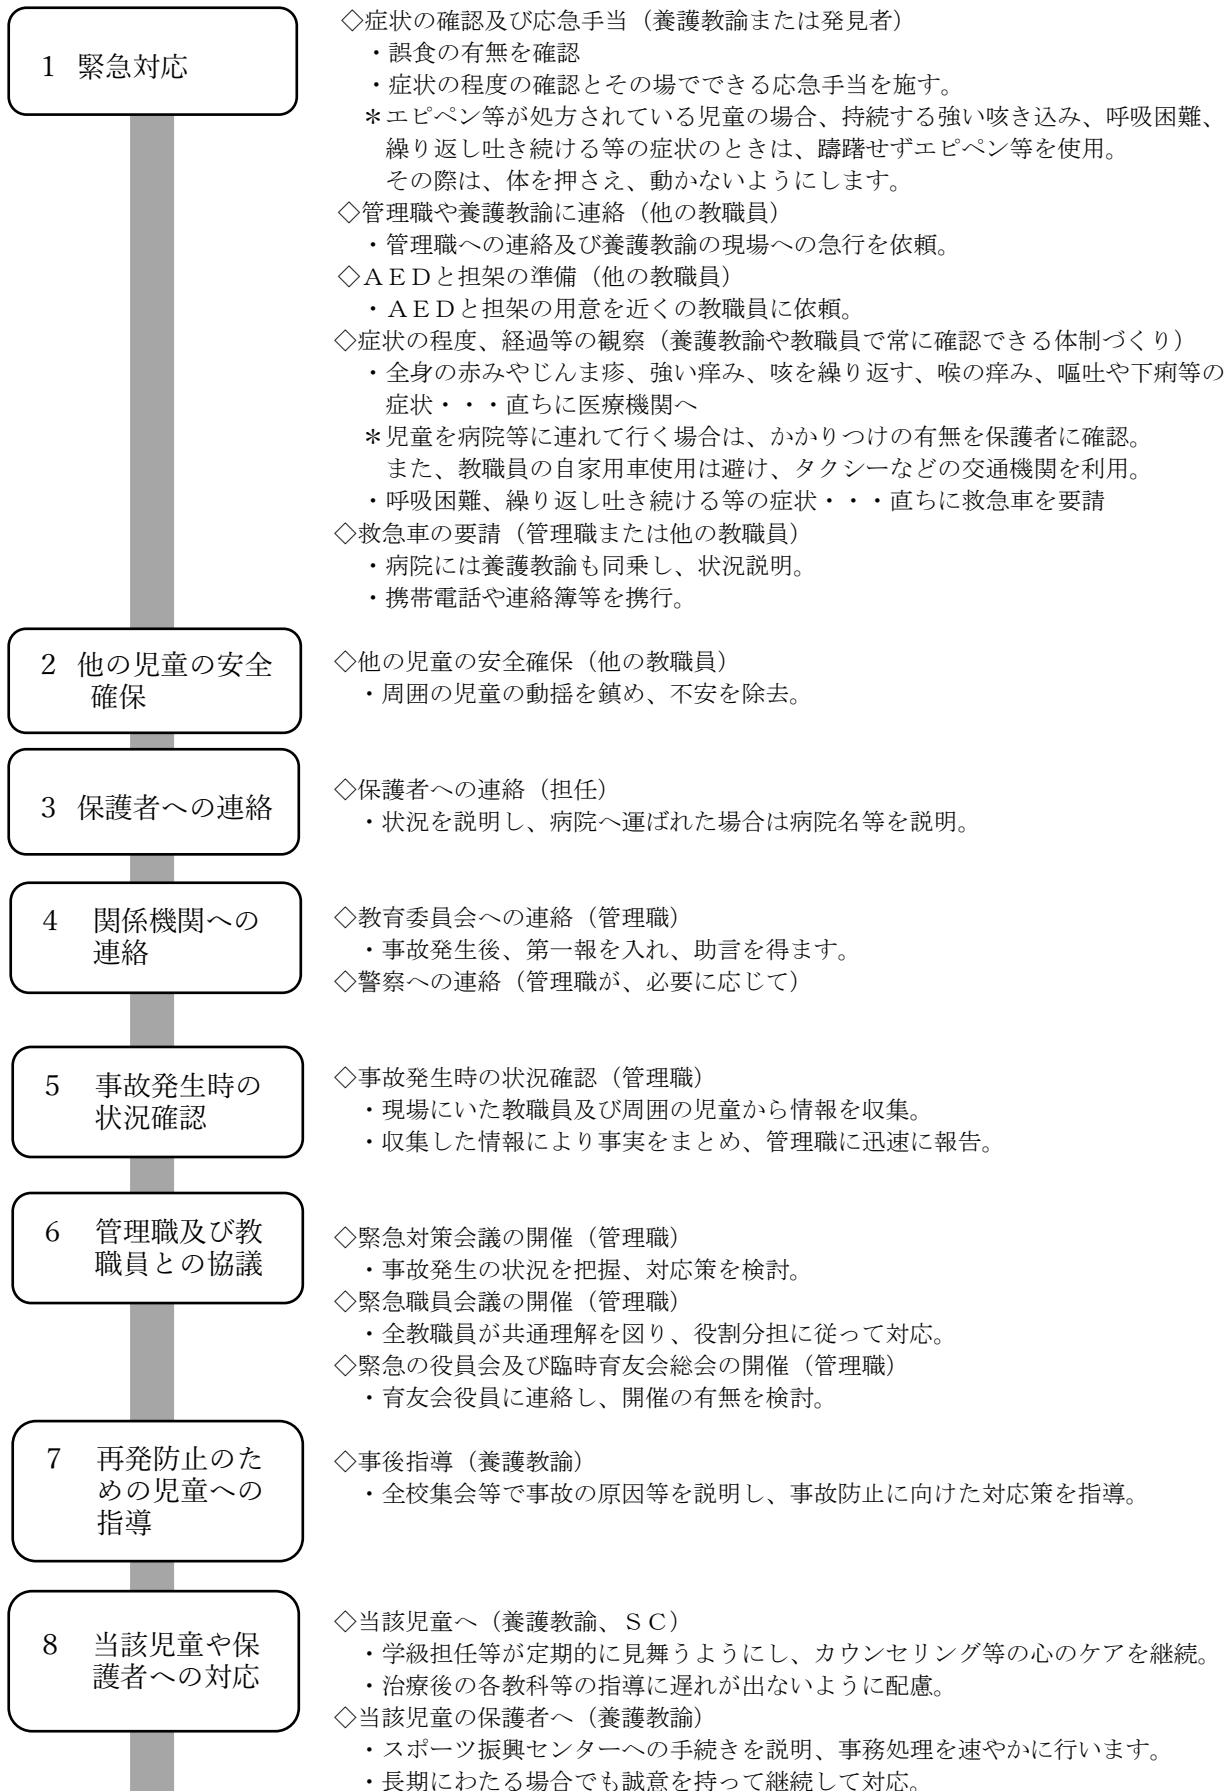 1 緊急対応
◇症状の確認及び応急手当（養護教諭または発見者）
・誤食の有無を確認
・症状の程度の確認とその場でできる応急手当を施す。
＊エピペン等が処方されている児童の場合、持続する強い咳き込み、呼吸困難、
繰り返し吐き続ける等の症状のときは、躊躇せずエピペン等を使用。
その際は、体を押さえ、動かないようにします。
◇管理職や養護教諭に連絡（他の教職員）
・管理職への連絡及び養護教諭の現場への急行を依頼。
◇ＡＥＤと担架の準備（他の教職員）
・ＡＥＤと担架の用意を近くの教職員に依頼。
◇症状の程度、経過等の観察（養護教諭や教職員で常に確認できる体制づくり）
・全身の赤みやじんま疹、強い痒み、咳を繰り返す、喉の痒み、嘔吐や下痢等の
症状・・・直ちに医療機関へ
＊児童を病院等に連れて行く場合は、かかりつけの有無を保護者に確認。
また、教職員の自家用車使用は避け、タクシーなどの交通機関を利用。
・呼吸困難、繰り返し吐き続ける等の症状・・・直ちに救急車を要請
◇救急車の要請（管理職または他の教職員）
・病院には養護教諭も同乗し、状況説明。
・携帯電話や連絡簿等を携行。
2 他の児童の安全
確保
◇他の児童の安全確保（他の教職員）
・周囲の児童の動揺を鎮め、不安を除去。
3 保護者への連絡
◇保護者への連絡（担任）
・状況を説明し、病院へ運ばれた場合は病院名等を説明。
4 関係機関への
連絡
◇教育委員会への連絡（管理職）
・事故発生後、第一報を入れ、助言を得ます。
◇警察への連絡（管理職が、必要に応じて）
5 事故発生時の
状況確認
◇事故発生時の状況確認（管理職）
・現場にいた教職員及び周囲の児童から情報を収集。
・収集した情報により事実をまとめ、管理職に迅速に報告。
6 管理職及び教
職員との協議
◇緊急対策会議の開催（管理職）
・事故発生の状況を把握、対応策を検討。
◇緊急職員会議の開催（管理職）
・全教職員が共通理解を図り、役割分担に従って対応。
◇緊急の役員会及び臨時育友会総会の開催（管理職）
・育友会役員に連絡し、開催の有無を検討。
7 再発防止のた
めの児童への
指導
◇事後指導（養護教諭）
・全校集会等で事故の原因等を説明し、事故防止に向けた対応策を指導。
8 当該児童や保
護者への対応
◇当該児童へ（養護教諭、ＳＣ）
・学級担任等が定期的に見舞うようにし、カウンセリング等の心のケアを継続。
・治療後の各教科等の指導に遅れが出ないように配慮。
◇当該児童の保護者へ（養護教諭）
・スポーツ振興センターへの手続きを説明、事務処理を速やかに行います。
・長期にわたる場合でも誠意を持って継続して対応。